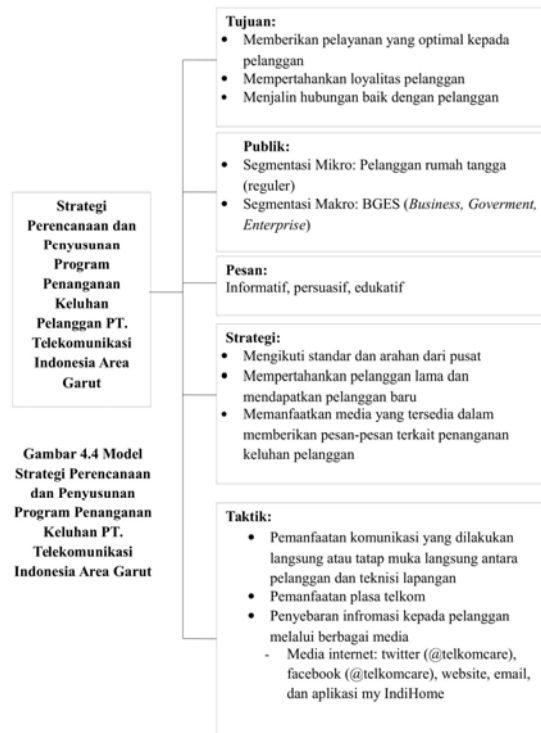 Tujuan:
• Memberikan pelayanan yang optimal kepada
pelanggan
• Mempertahankan loyalitas pelanggan
• Menjalin hubungan baik dengan pelanggan
Publik:
• Segmentasi Mikro: Pelanggan rumah tangga
(reguler)
• Segmentasi Makro: BGES (Business, Goverment,
Enterprise)
Strategi
Perencanaan dan
Penyusunan
Program
Penanganan
Keluhan
Pelanggan PT.
Telekomunikasi
Indonesia Area
Garut
Pesan:
Informatif, persuasif, edukatif
Strategi:
• Mengikuti standar dan arahan dari pusat
• Mempertahankan pelanggan lama dan
mendapatkan pelanggan baru
• Memanfaatkan media yang tersedia dalam
memberikan pesan-pesan terkait penanganan
keluhan pelanggan
Gambar 4.4 Model
Strategi Perencanaan
dan Penyusunan
Program Penanganan
Keluhan PT.
Telekomunikasi
Indonesia Area Garut
Taktik:
• Pemanfaatan komunikasi yang dilakukan
langsung atau tatap muka langsung antara
pelanggan dan teknisi lapangan
• Pemanfaatan plasa telkom
• Penyebaran infromasi kepada pelanggan
melalui berbagai media
- Media internet: twitter (@telkomcare),
facebook (@telkomcare), website, email,
dan aplikasi my IndiHome